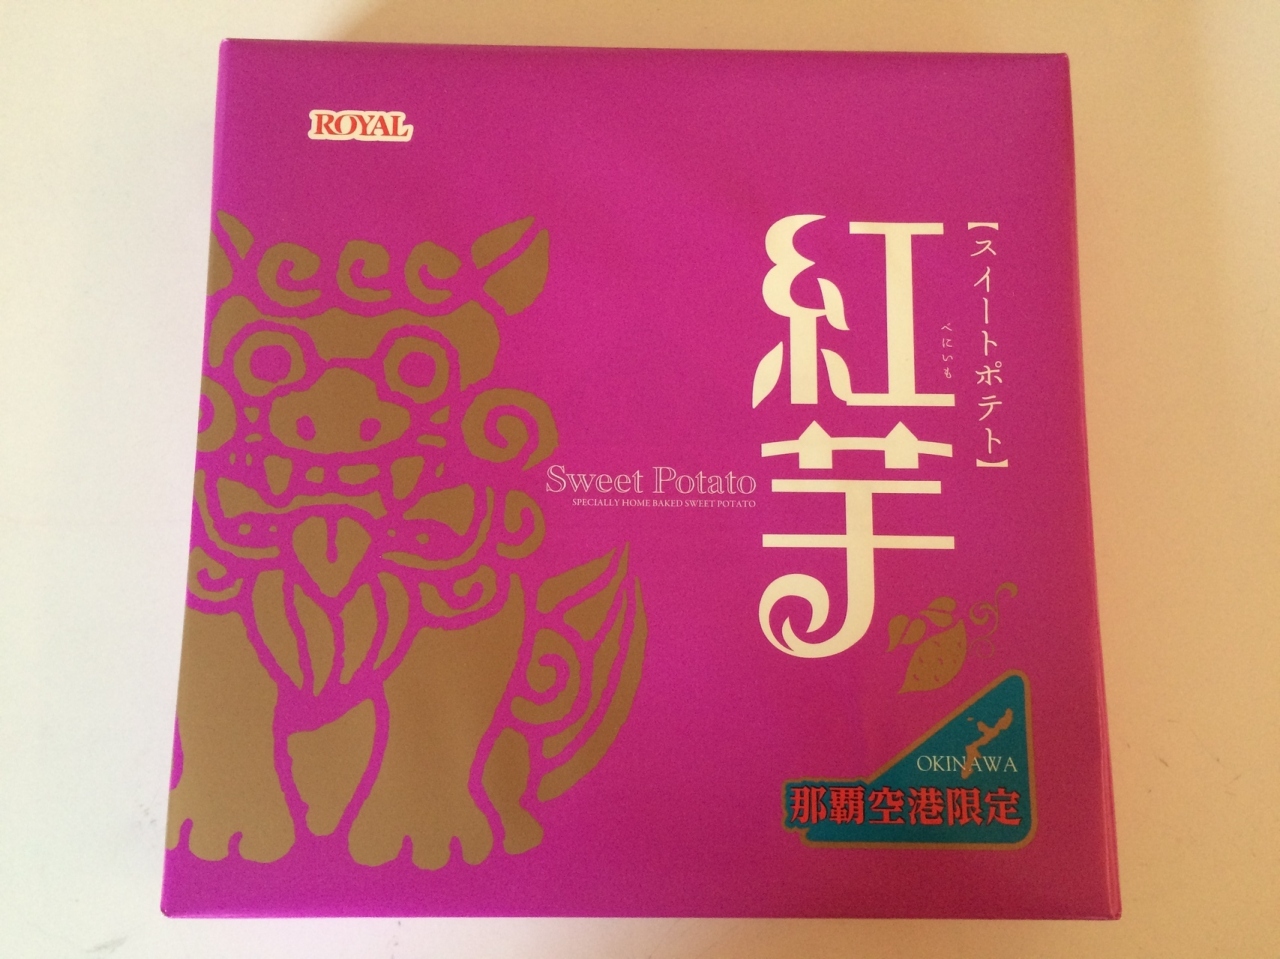 ROYAL
【スイートポテト】
紅芋
べにいも
Sweet Potato
SPECIALLY HOME BAKED SWEET POTATO
OKINAWA
那覇空港限定